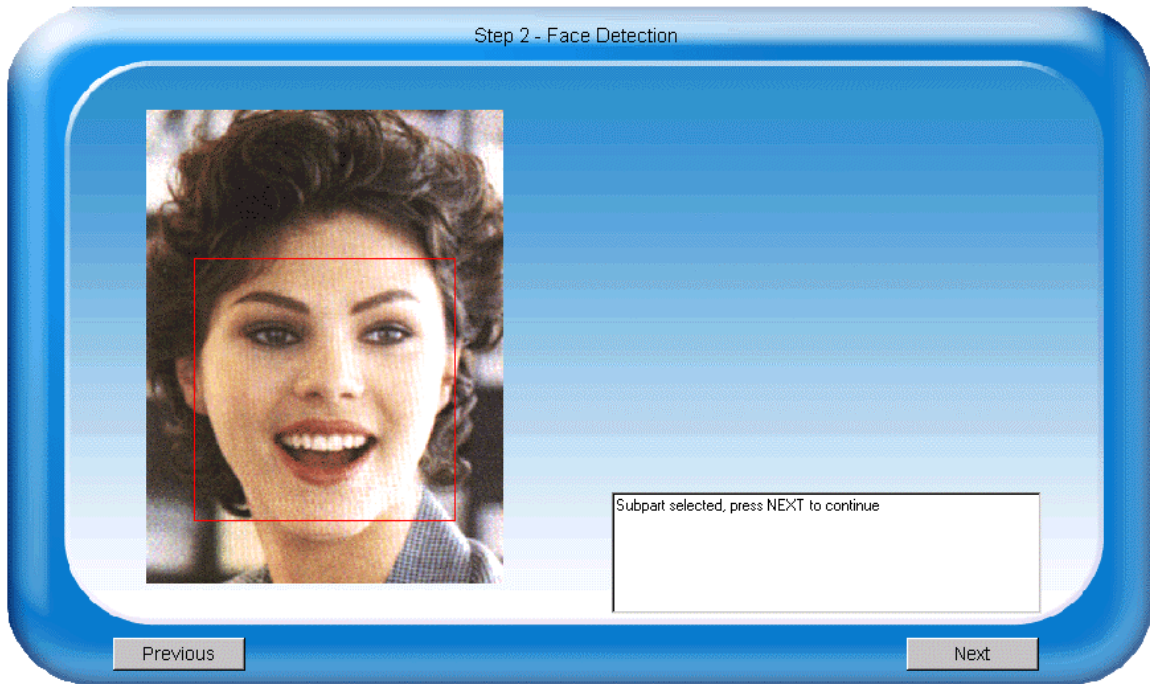 Step 2 - Face Detection
Subpart selected, press NEXT to continue
Previous
Next